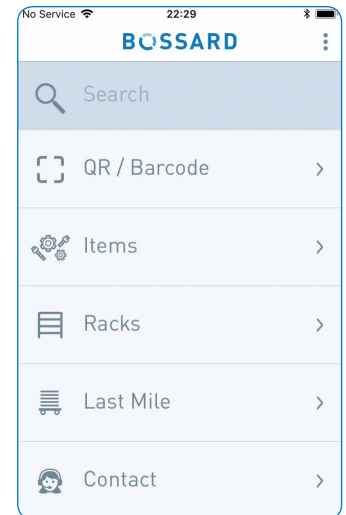 No Service 22:29
BOSSARD
Search
QR / Barcode
Items
Racks
Last Mile
Contact